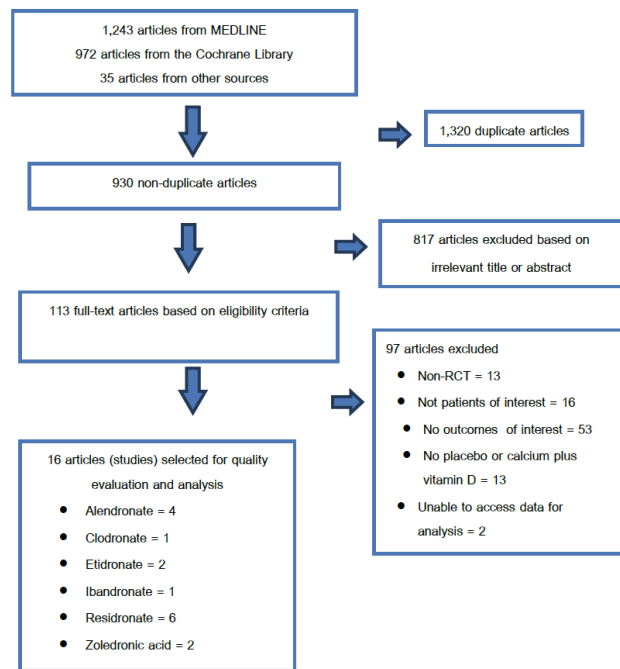 1,243 articles from MEDLINE
972 articles from the Cochrane Library
35 articles from other sources
1,320 duplicate articles
930 non-duplicate articles
817 articles excluded based on
irrelevant title or abstract
113 full-text articles based on eligibility criteria
97 articles excluded
● Non-RCT = 13
● Not patients of interest = 16
● No outcomes of interest = 53
● No placebo or calcium plus
vitamin D = 13
● Unable to access data for
analysis = 2
16 articles (studies) selected for quality
evaluation and analysis
● Alendronate = 4
● Clodronate = 1
● Etidronate = 2
● Ibandronate = 1
● Residronate = 6
● Zoledronic acid = 2